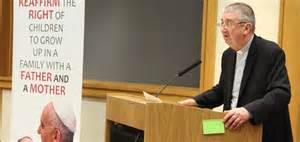 REAFFIRM THE
RIGHT OF
CHILDREN
TO GROW
UP IN A
FAMILY WITH A
FATHER AND
A MOTHER